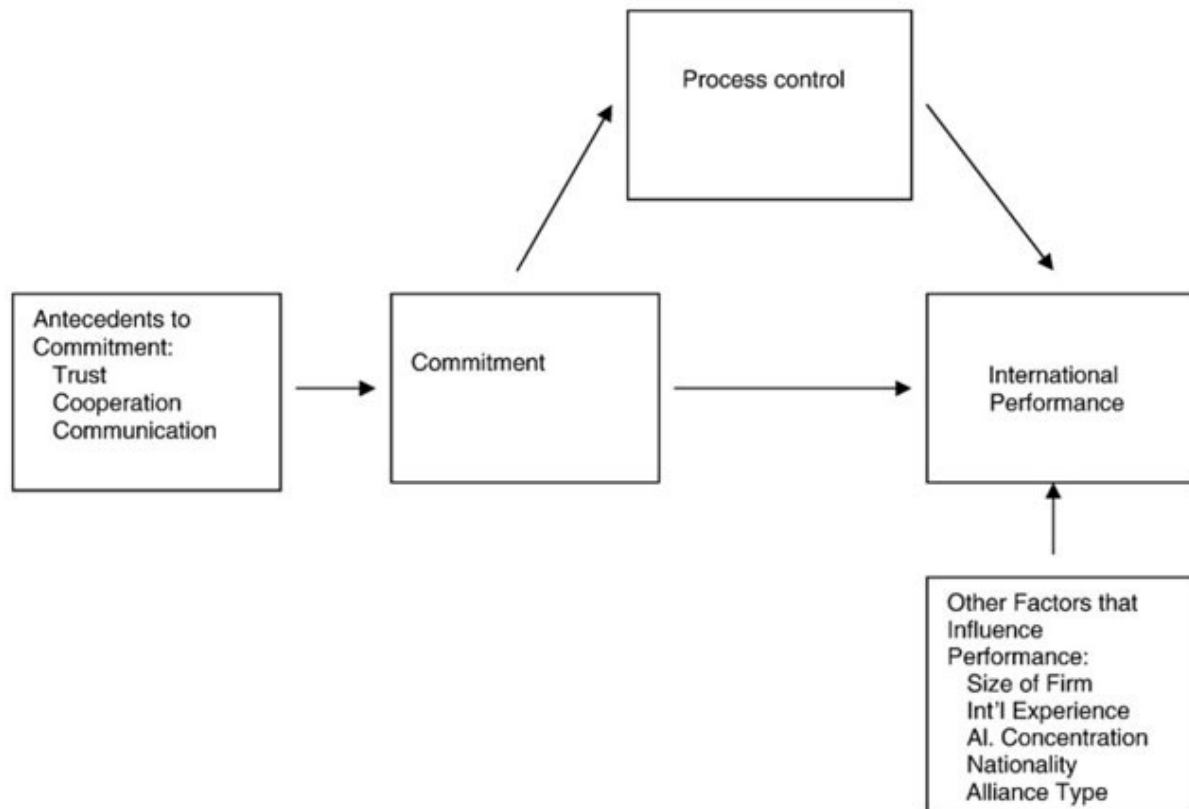 Process control
Antecedents to
Commitment:
Trust
Cooperation
Communication
Commitment
International
Performance
Other Factors that
Influence
Performance:
Size of Firm
Int'l Experience
Al. Concentration
Nationality
Alliance Type